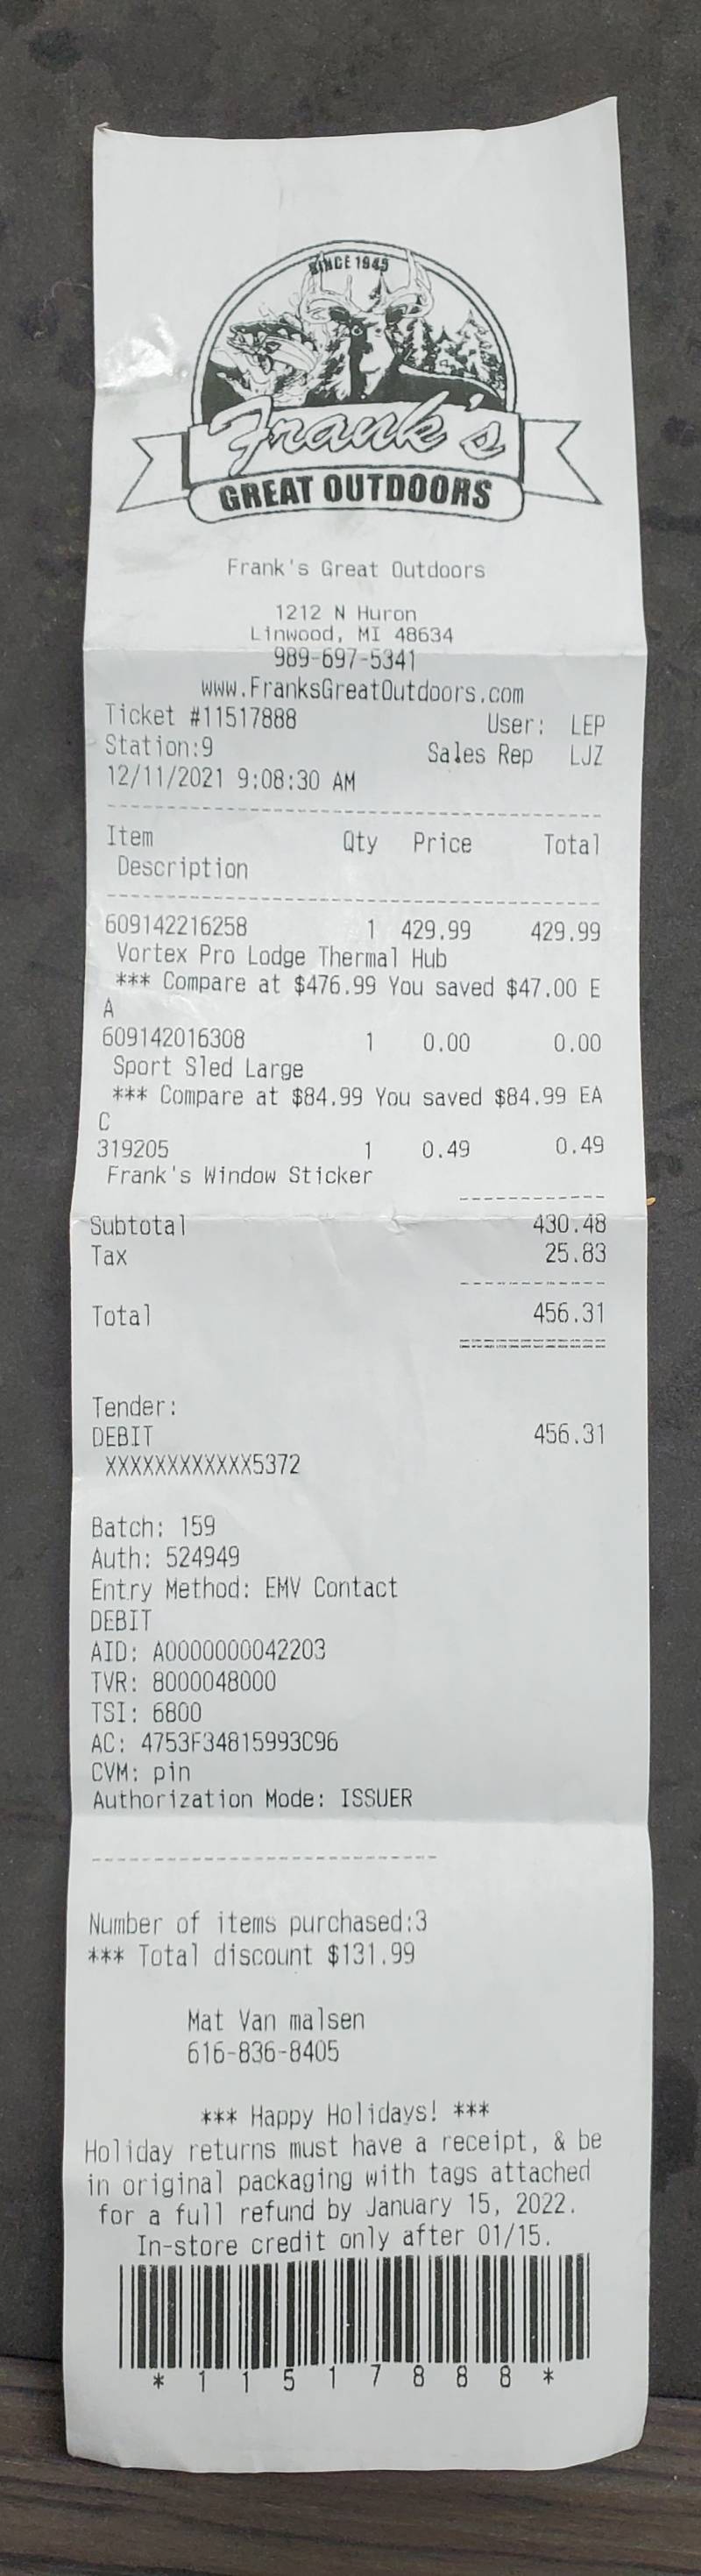 SINCE 1945
Frank's
GREAT OUTDOORS
Frank's Great Outdoors
1212 N Huron
Linwood, MI 48634
989-697-5341
www.FranksGreatOutdoors.com
Ticket #11517888 User: LEP
Station:9 Sales Rep LJZ
12/11/2021 9:08:30 AM
Item Qty Price Total
Description
609142216258 1 429.99 429.99
Vortex Pro Lodge Thermal Hub
*** Compare at $476.99 You saved $47.00 E
A
609142016308 1 0.00 0.00
Sport Sled Large
*** Compare at $84.99 You saved $84.99 EA
C
319205 1 0.49 0.49
Frank's Window Sticker
Subtotal 430.48
Tax 25.83
Total 456.31
Tender:
DEBIT 456.31
XXXXXXXXXXXX5372
Batch: 159
Auth: 524949
Entry Method: EMV Contact
DEBIT
AID: A0000000042203
TVR: 8000048000
TSI: 6800
AC: 4753F34815993C96
CVM: pin
Authorization Mode: ISSUER
Number of items purchased:3
*** Total discount $131.99
Mat Van malsen
616-836-8405
*** Happy Holidays! ***
Holiday returns must have a receipt, & be
in original packaging with tags attached
for a full refund by January 15, 2022.
In-store credit only after 01/15.
* 1 1 5 1 7 8 8 8 *